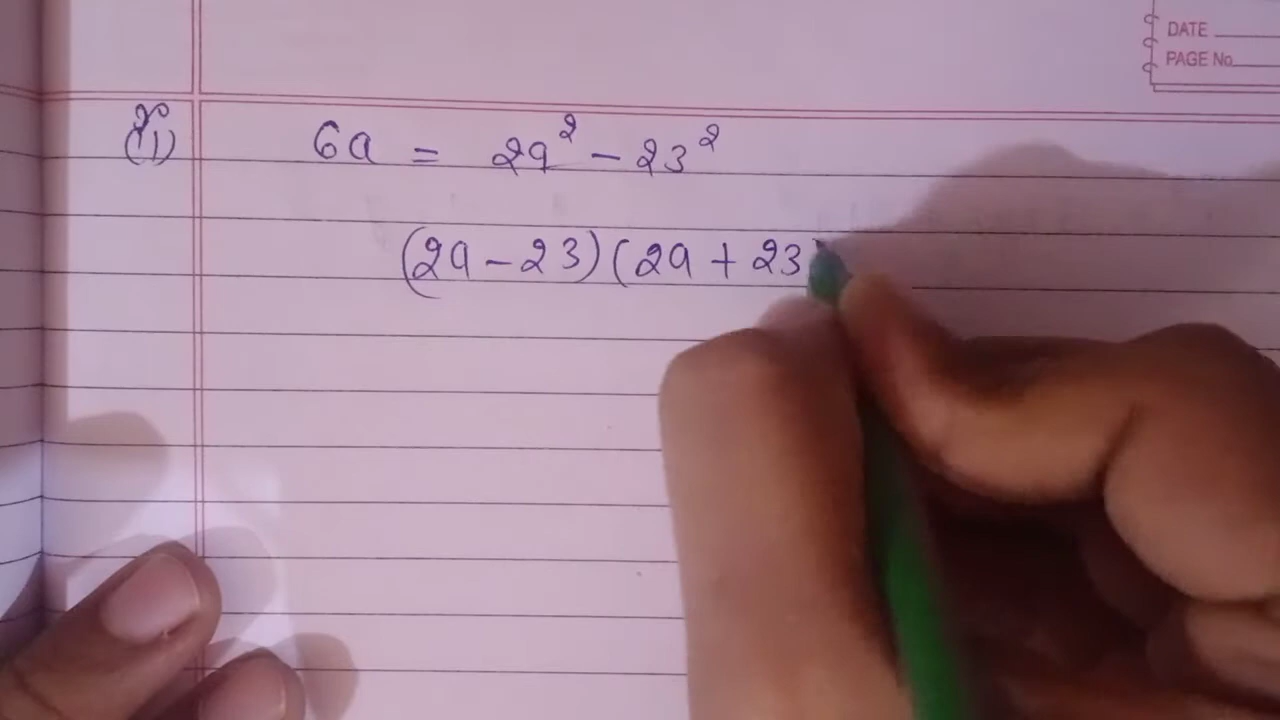 DATE
PAGE No.
(i) 6a = 29² - 23²
(29 - 23) (29 + 23)